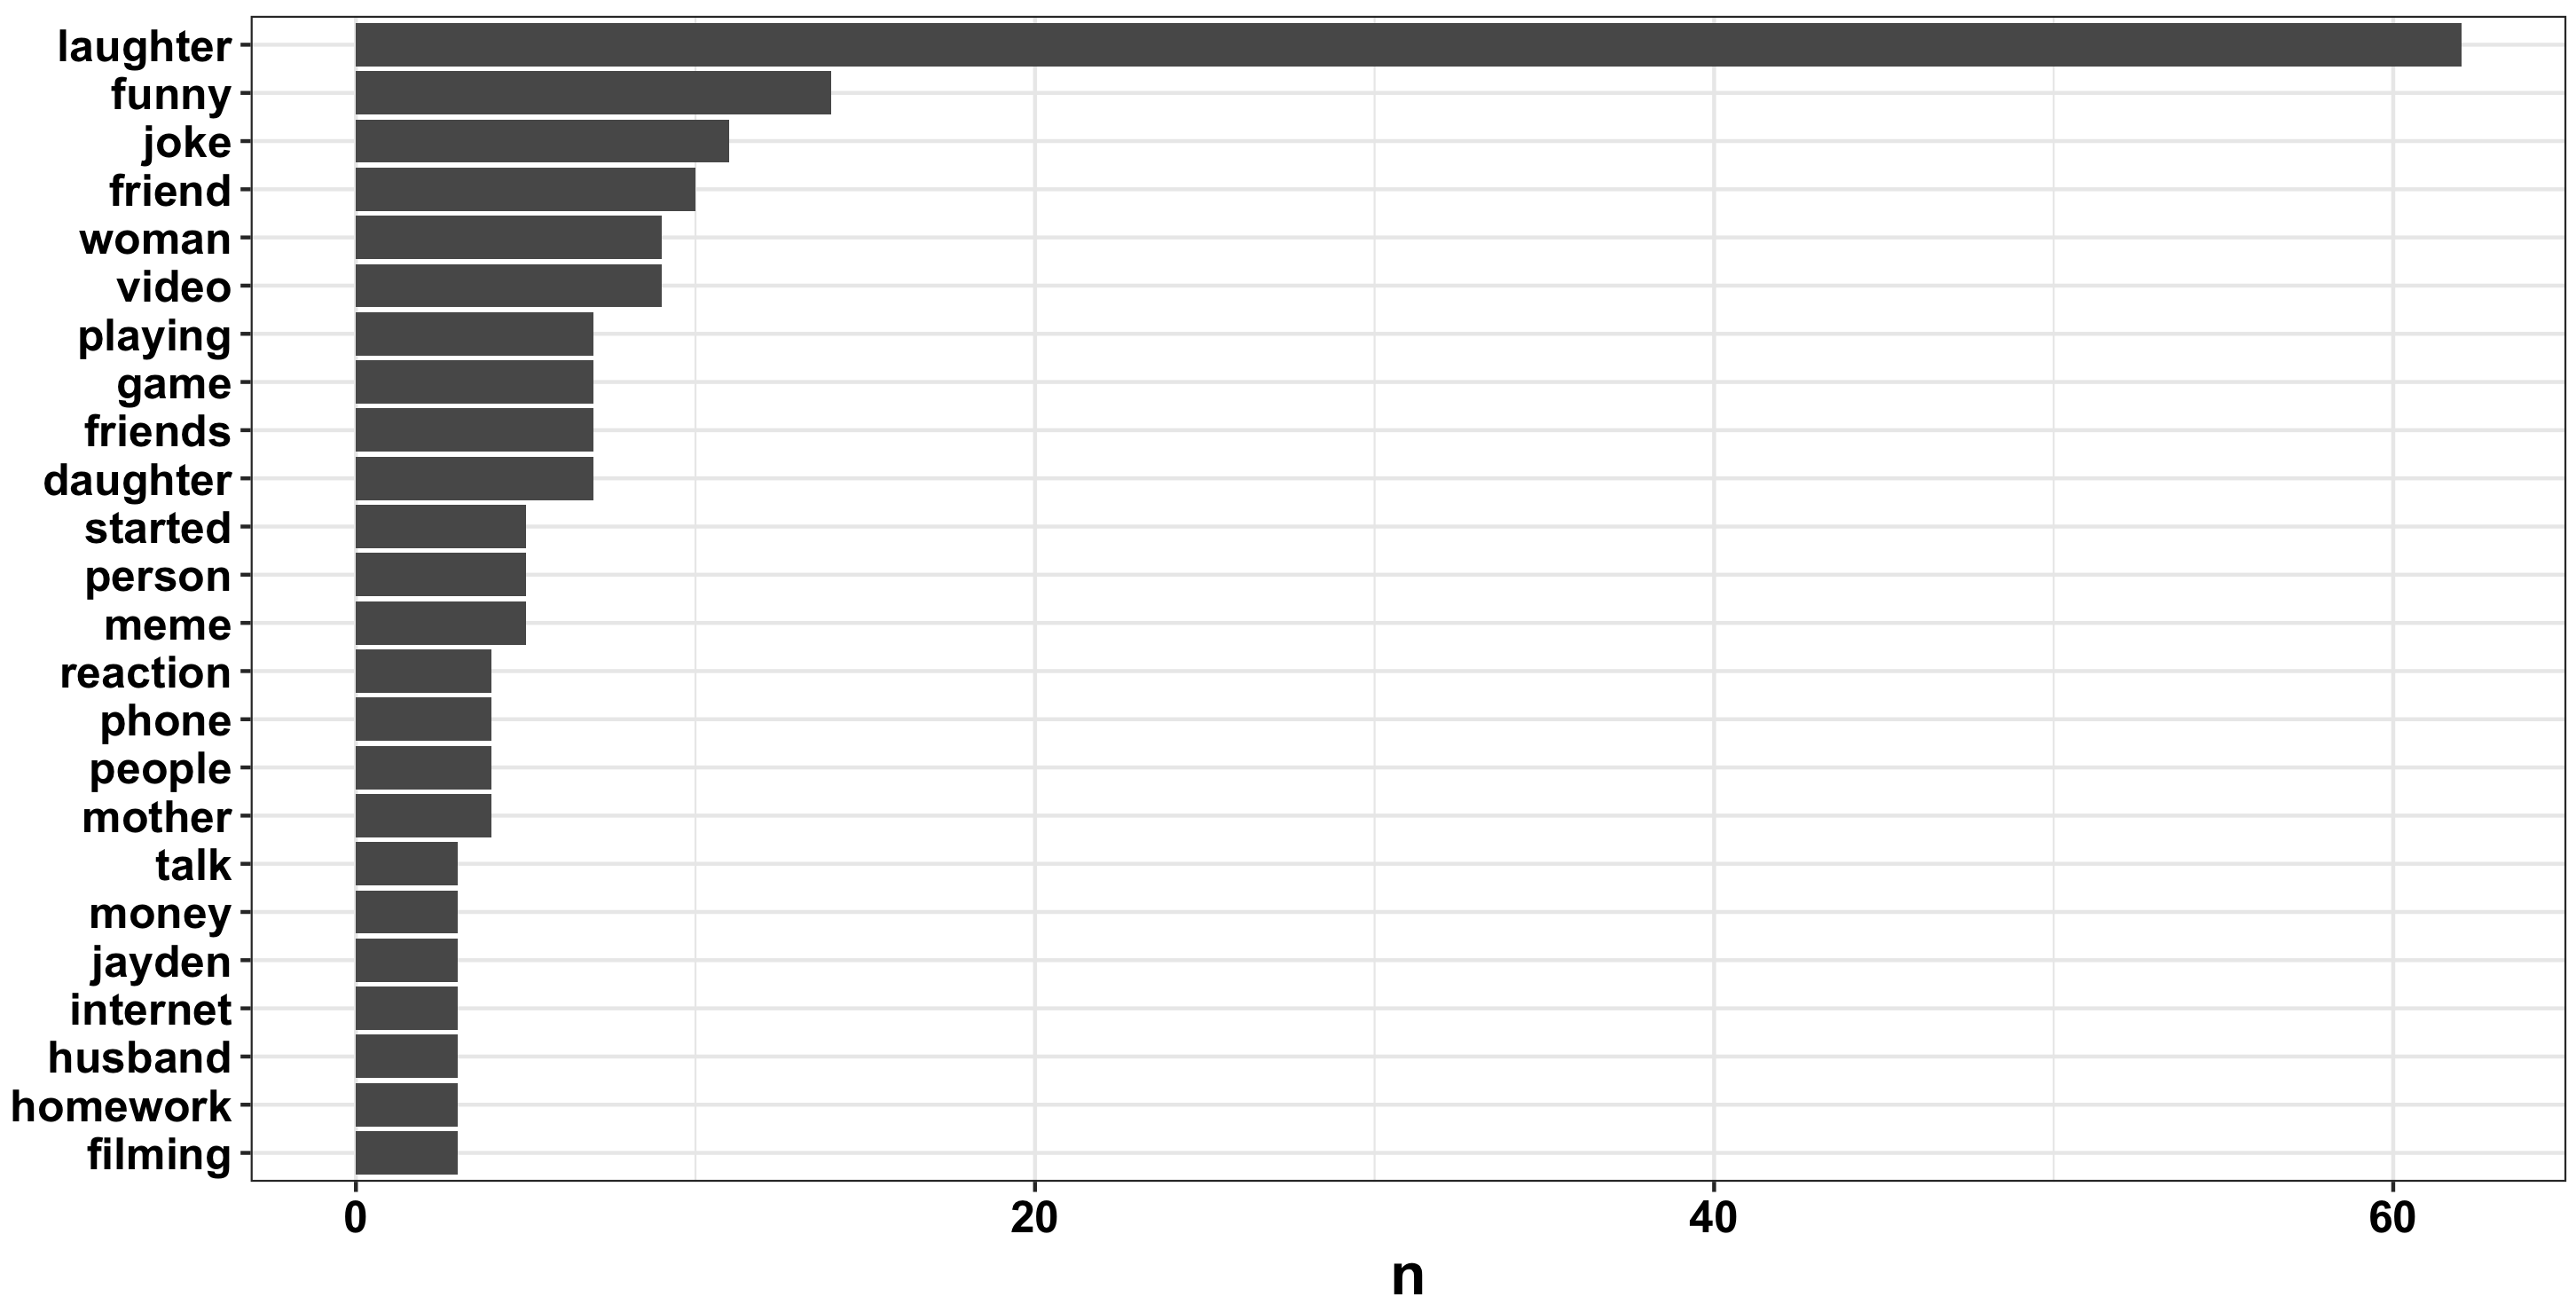 laughter
funny
joke
friend
woman
video
playing
game
friends
daughter
started
person
meme
reaction
phone
people
mother
talk
money
jayden
internet
husband
homework
filming
0 20 40 60
n